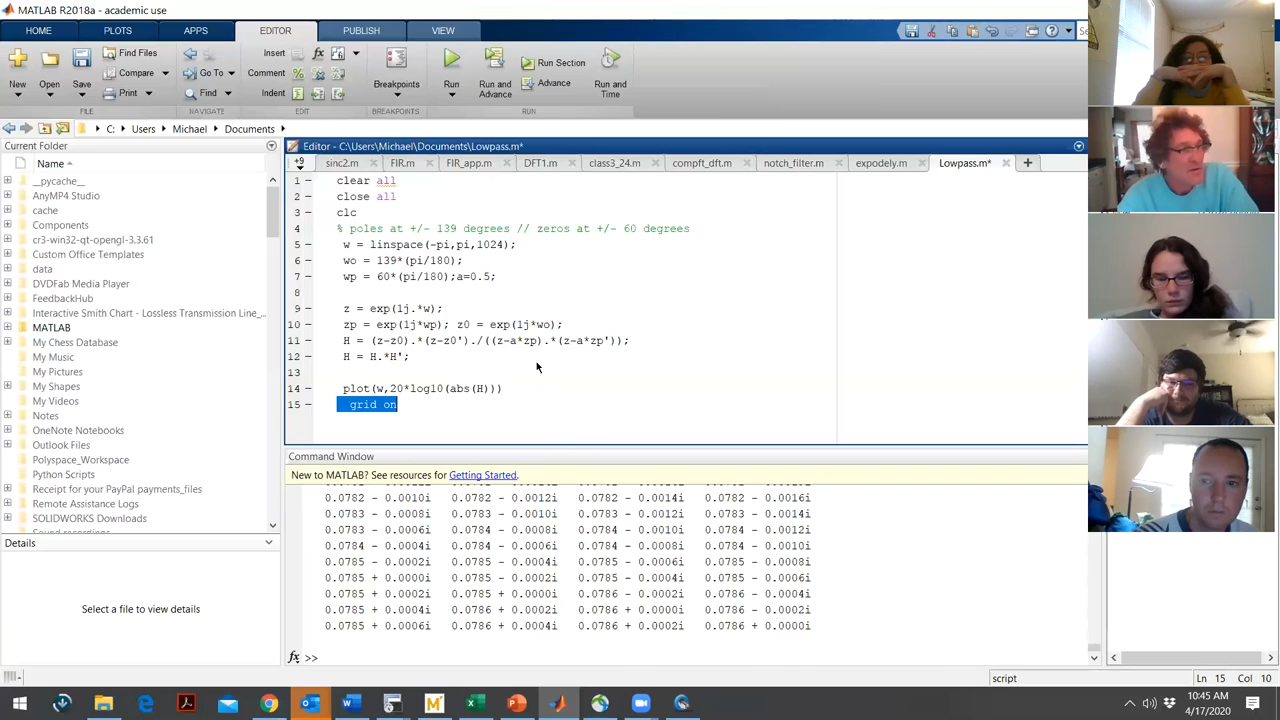 MATLAB R2018a - academic use
HOME PLOTS APPS EDITOR PUBLISH VIEW
New Open Save Find Files Compare Print Go To Find Insert Comment Indent fx Breakpoints Run Run and Advance Run Section Advance Run and Time
FILE NAVIGATE EDIT BREAKPOINTS RUN
C: Users Michael Documents
Current Folder
Name
__pycache__
AnyMP4 Studio
cache
Components
cr3-win32-qt-opengl-3.3.61
Custom Office Templates
data
DVDFab Media Player
FeedbackHub
Interactive Smith Chart - Lossless Transmission Line_...
MATLAB
My Chess Database
My Music
My Pictures
My Shapes
My Videos
Notes
OneNote Notebooks
Outlook Files
Polyspace_Workspace
Python Scripts
Receipt for your PayPal payments_files
Remote Assistance Logs
SOLIDWORKS Downloads
Sound recordings
Details
Select a file to view details
Editor - C:\Users\Michael\Documents\Lowpass.m*
+9 sinc2.m FIR.m FIR_app.m DFT1.m class3_24.m compft_dft.m notch_filter.m expodely.m Lowpass.m* +
1 - clear all
2 - close all
3 - clc
4 % poles at +/- 139 degrees // zeros at +/- 60 degrees
5 - w = linspace(-pi,pi,1024);
6 - wo = 139*(pi/180);
7 - wp = 60*(pi/180);a=0.5;
8
9 - z = exp(1j.*w);
10 - zp = exp(1j*wp); z0 = exp(1j*wo);
11 - H = (z-z0).*(z-z0')./((z-a*zp).*(z-a*zp'));
12 - H = H.*H';
13
14 - plot(w,20*log10(abs(H)))
15 - grid on
Command Window
New to MATLAB? See resources for Getting Started.
0.0782 - 0.0010i 0.0782 - 0.0012i 0.0782 - 0.0014i 0.0782 - 0.0016i
0.0783 - 0.0008i 0.0783 - 0.0010i 0.0783 - 0.0012i 0.0783 - 0.0014i
0.0783 - 0.0006i 0.0784 - 0.0008i 0.0784 - 0.0010i 0.0784 - 0.0012i
0.0784 - 0.0004i 0.0784 - 0.0006i 0.0784 - 0.0008i 0.0784 - 0.0010i
0.0785 - 0.0002i 0.0785 - 0.0004i 0.0785 - 0.0006i 0.0785 - 0.0008i
0.0785 + 0.0000i 0.0785 - 0.0002i 0.0785 - 0.0004i 0.0785 - 0.0006i
0.0785 + 0.0002i 0.0785 + 0.0000i 0.0786 - 0.0002i 0.0786 - 0.0004i
0.0785 + 0.0004i 0.0786 + 0.0002i 0.0786 + 0.0000i 0.0786 - 0.0002i
0.0785 + 0.0006i 0.0786 + 0.0004i 0.0786 + 0.0002i 0.0786 + 0.0000i
fx >>
script Ln 15 Col 10
10:45 AM
4/17/2020